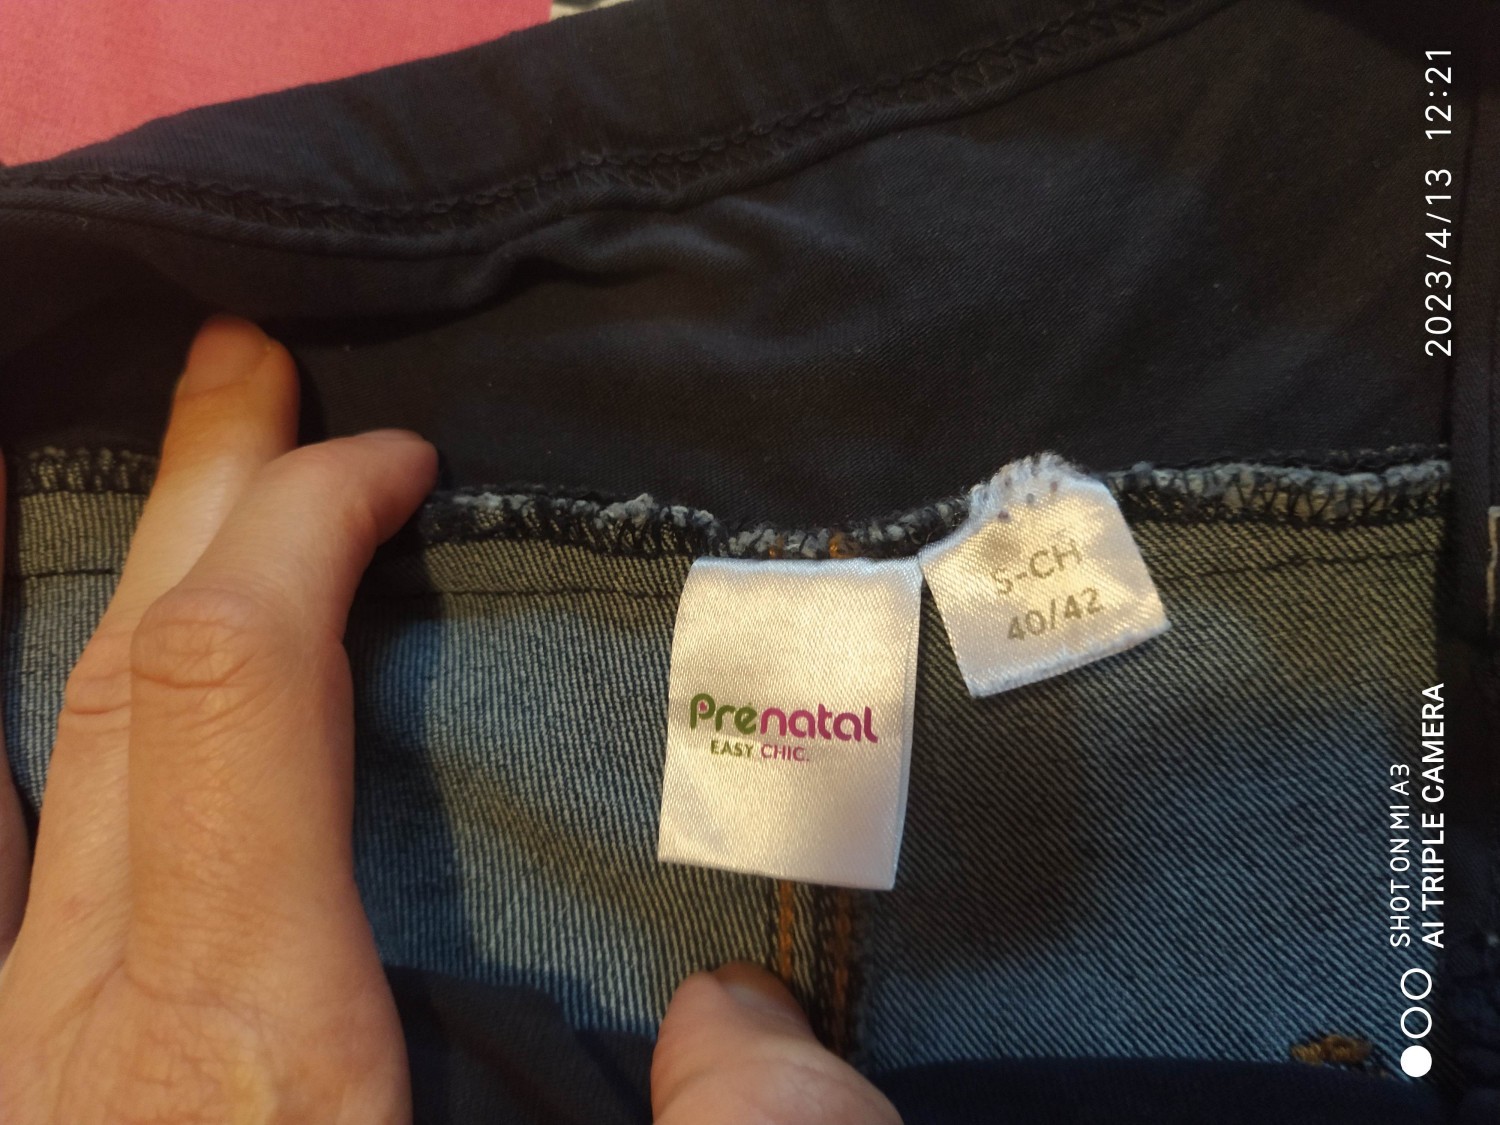 Prenatal
EASY CHIC.
S-CH
40/42
2023/4/13 12:21
SHOT ON MI A3
AI TRIPLE CAMERA